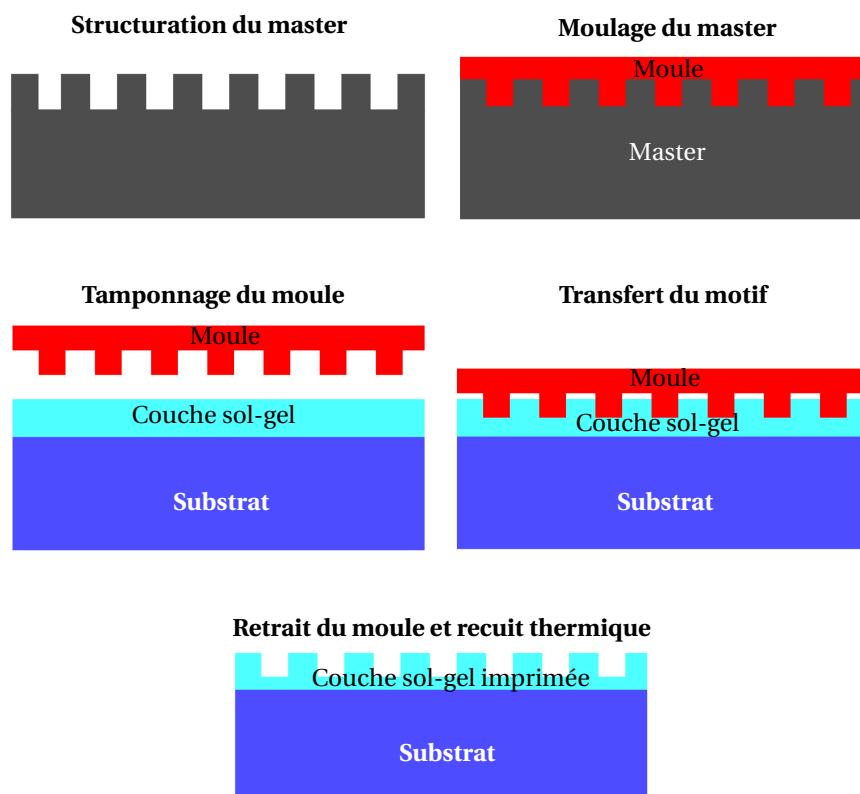 Structuration du master
Moulage du master
Moule
Master
Tamponnage du moule
Transfert du motif
Moule
Couche sol-gel
Substrat
Moule
Couche sol-gel
Substrat
Retrait du moule et recuit thermique
Couche sol-gel imprimée
Substrat